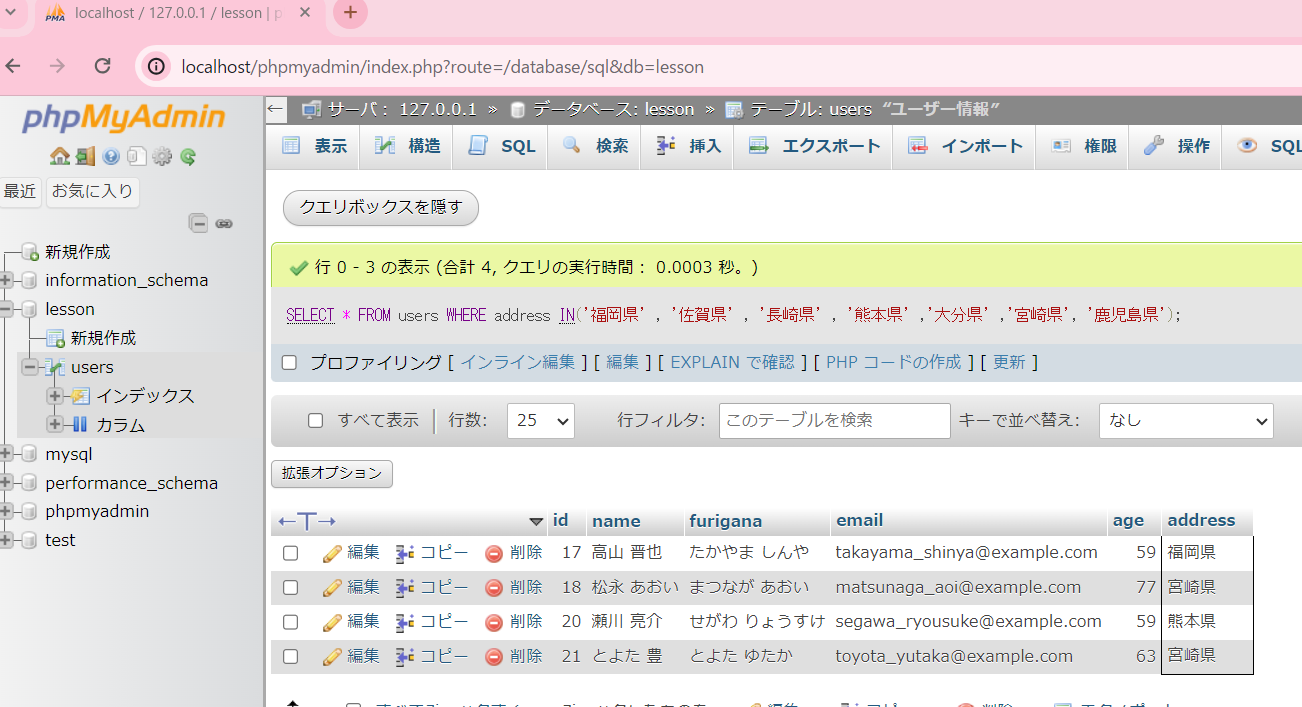 localhost / 127.0.0.1 / lesson | p
localhost/phpmyadmin/index.php?route=/database/sql&db=lesson
phpMyAdmin
最近 お気に入り
新規作成
information_schema
lesson
新規作成
users
インデックス
カラム
mysql
performance_schema
phpmyadmin
test
サーバ: 127.0.0.1 » データベース: lesson » テーブル: users “ユーザー情報”
表示 構造 SQL 検索 挿入 エクスポート インポート 権限 操作 SQL
クエリボックスを隠す
行 0 - 3 の表示 (合計 4, クエリの実行時間: 0.0003 秒。)
SELECT * FROM users WHERE address IN('福岡県' , '佐賀県' , '長崎県' , '熊本県' ,'大分県' ,'宮崎県', '鹿児島県');
プロファイリング [ インライン編集 ] [ 編集 ] [ EXPLAIN で確認 ] [ PHP コードの作成 ] [ 更新 ]
すべて表示 行数: 25 行フィルタ: このテーブルを検索 キーで並べ替え: なし
拡張オプション
←T→ id name furigana email age address
編集 コピー 削除 17 高山 晋也 たかやま しんや takayama_shinya@example.com 59 福岡県
編集 コピー 削除 18 松永 あおい まつなが あおい matsunaga_aoi@example.com 77 宮崎県
編集 コピー 削除 20 瀬川 亮介 せがわ りょうすけ segawa_ryousuke@example.com 59 熊本県
編集 コピー 削除 21 とよた 豊 とよた ゆたか toyota_yutaka@example.com 63 宮崎県